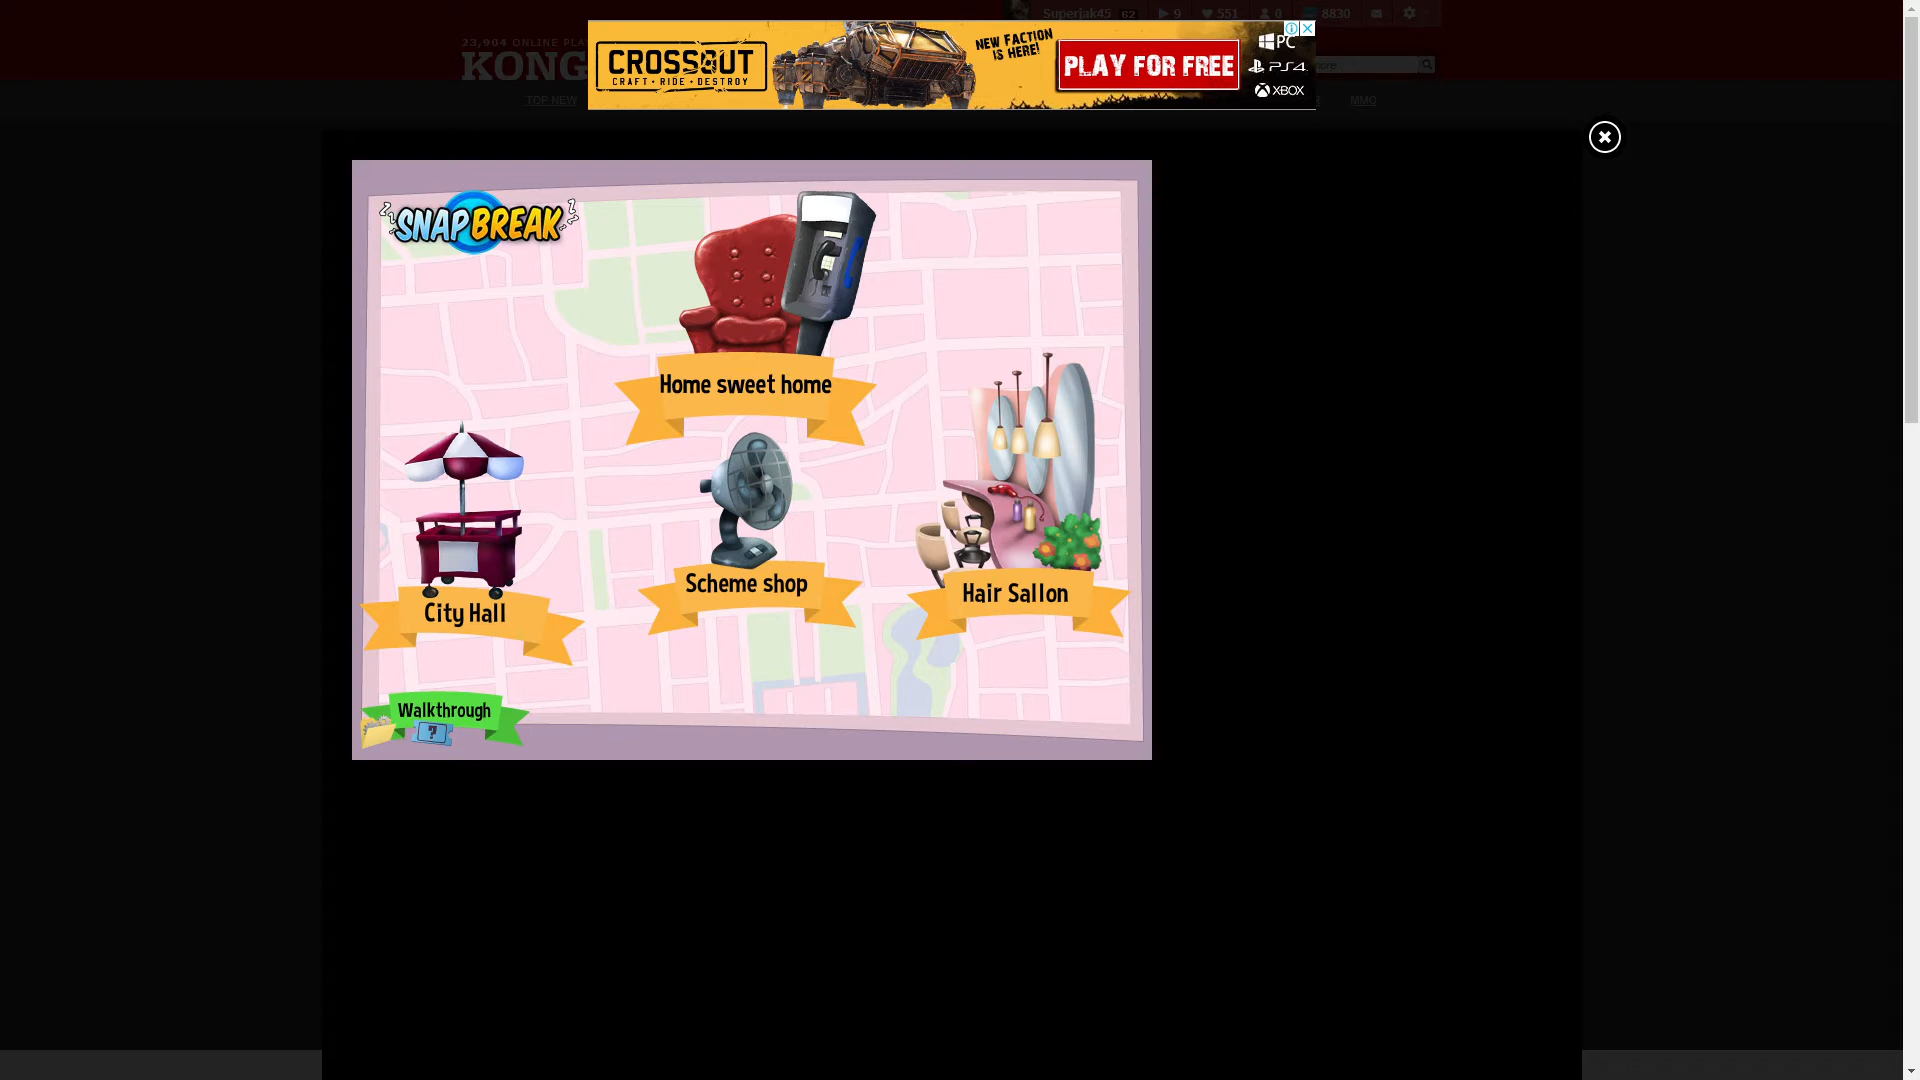 Superjak45 62 9 551 0 8830
23,904 ONLINE PLA
KONG
CROSSOUT
CRAFT • RIDE • DESTROY
NEW FACTION
IS HERE!
PLAY FOR FREE
PC
PS4
XBOX
TOP NEW
MMO
SNAPBREAK
Home sweet home
City Hall
Scheme shop
Hair Sallon
Walkthrough
?